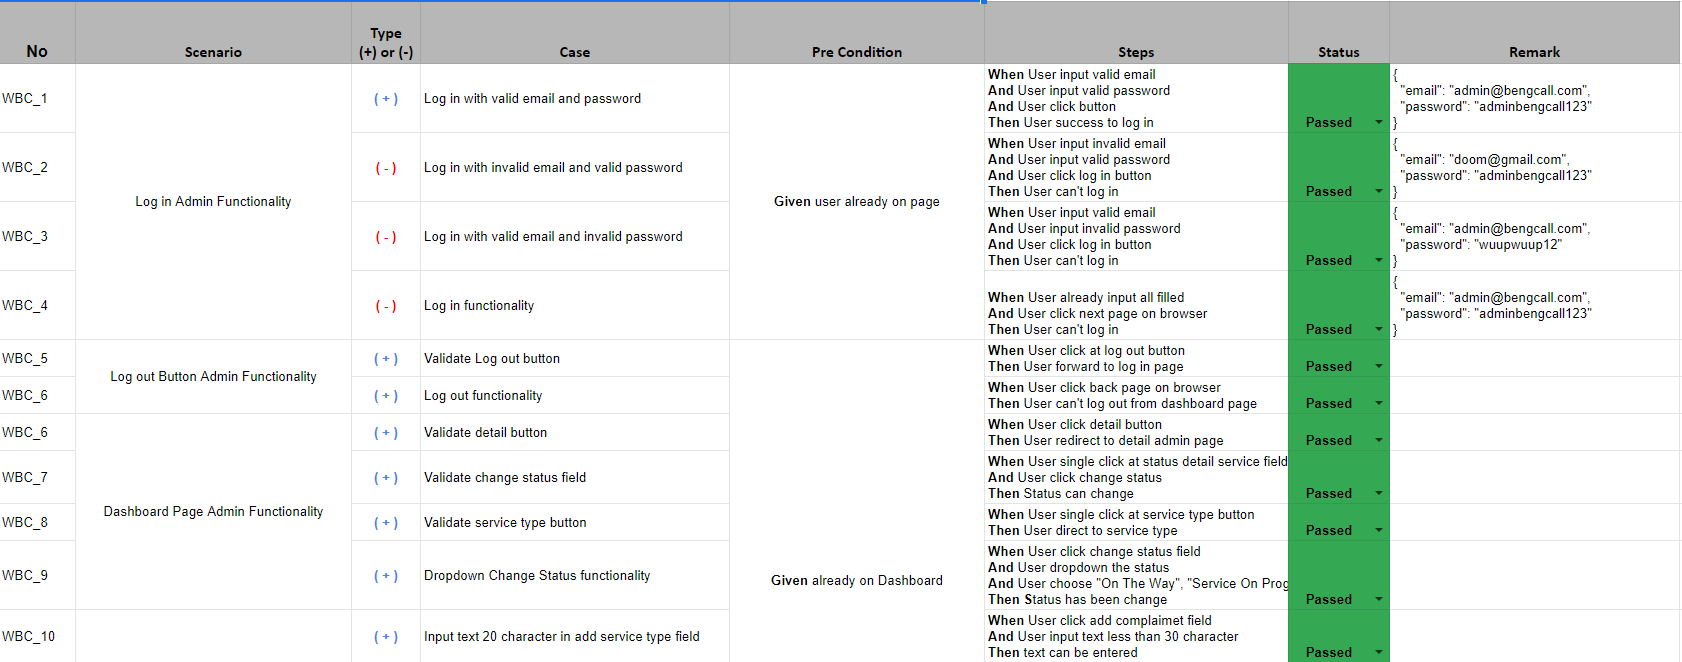 No
Scenario
Type
(+) or (-)
Case
Pre Condition
Steps
Status
Remark
WBC_1
Log in Admin Functionality
( + )
Log in with valid email and password
Given user already on page
When User input valid email
And User input valid password
And User click button
Then User success to log in
Passed
{
"email": "admin@bengcall.com",
"password": "adminbengcall123"
}
WBC_2
( - )
Log in with invalid email and valid password
When User input invalid email
And User input valid password
And User click log in button
Then User can't log in
Passed
{
"email": "doom@gmail.com",
"password": "adminbengcall123"
}
WBC_3
( - )
Log in with valid email and invalid password
When User input valid email
And User input invalid password
And User click log in button
Then User can't log in
Passed
{
"email": "admin@bengcall.com",
"password": "wuupwuup12"
}
WBC_4
( - )
Log in functionality
When User already input all filled
And User click next page on browser
Then User can't log in
Passed
{
"email": "admin@bengcall.com",
"password": "adminbengcall123"
}
WBC_5
Log out Button Admin Functionality
( + )
Validate Log out button
Given already on Dashboard
When User click at log out button
Then User forward to log in page
Passed
WBC_6
( + )
Log out functionality
When User click back page on browser
Then User can't log out from dashboard page
Passed
WBC_6
Dashboard Page Admin Functionality
( + )
Validate detail button
When User click detail button
Then User redirect to detail admin page
Passed
WBC_7
( + )
Validate change status field
When User single click at status detail service field
And User click change status
Then Status can change
Passed
WBC_8
( + )
Validate service type button
When User single click at service type button
Then User direct to service type
Passed
WBC_9
( + )
Dropdown Change Status functionality
When User click change status field
And User dropdown the status
And User choose "On The Way", "Service On Prog
Then Status has been change
Passed
WBC_10
( + )
Input text 20 character in add service type field
When User click add complaimet field
And User input text less than 30 character
Then text can be entered
Passed